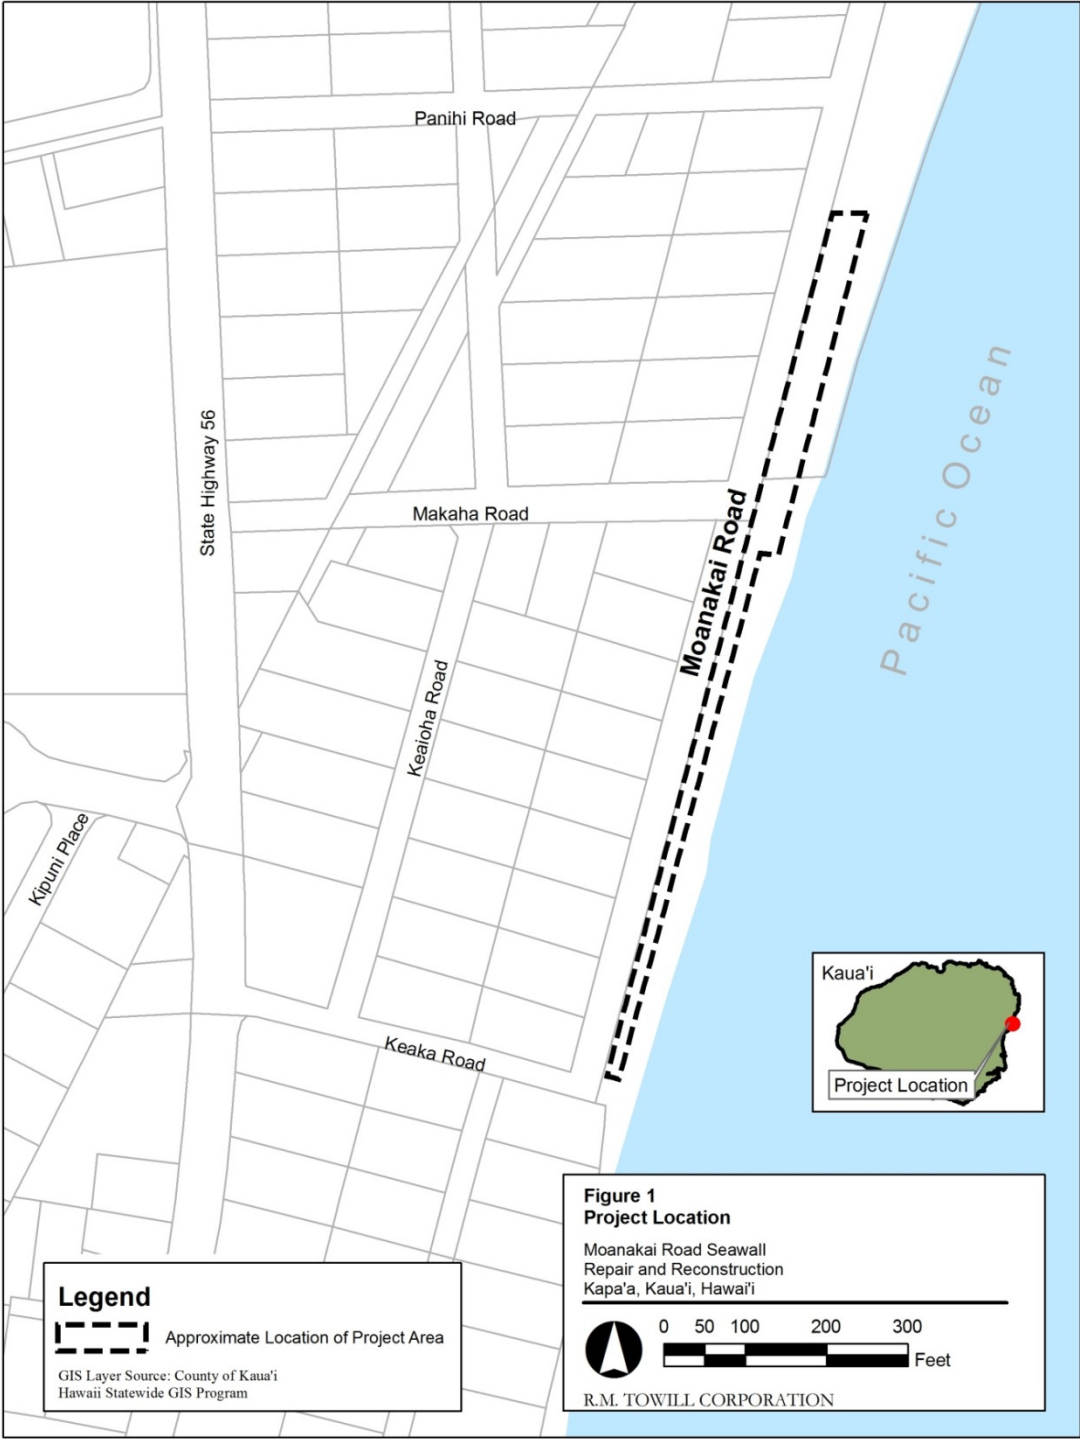 Panihi Road
State Highway 56
Makaha Road
Moanakai Road
Pacific Ocean
Keaioha Road
Kipuni Place
Keaka Road
Kaua'i
Project Location
Figure 1
Project Location
Moanakai Road Seawall
Repair and Reconstruction
Kapa'a, Kaua'i, Hawai'i
0 50 100 200 300
Feet
R.M. TOWILL CORPORATION
Legend
Approximate Location of Project Area
GIS Layer Source: County of Kaua'i
Hawaii Statewide GIS Program